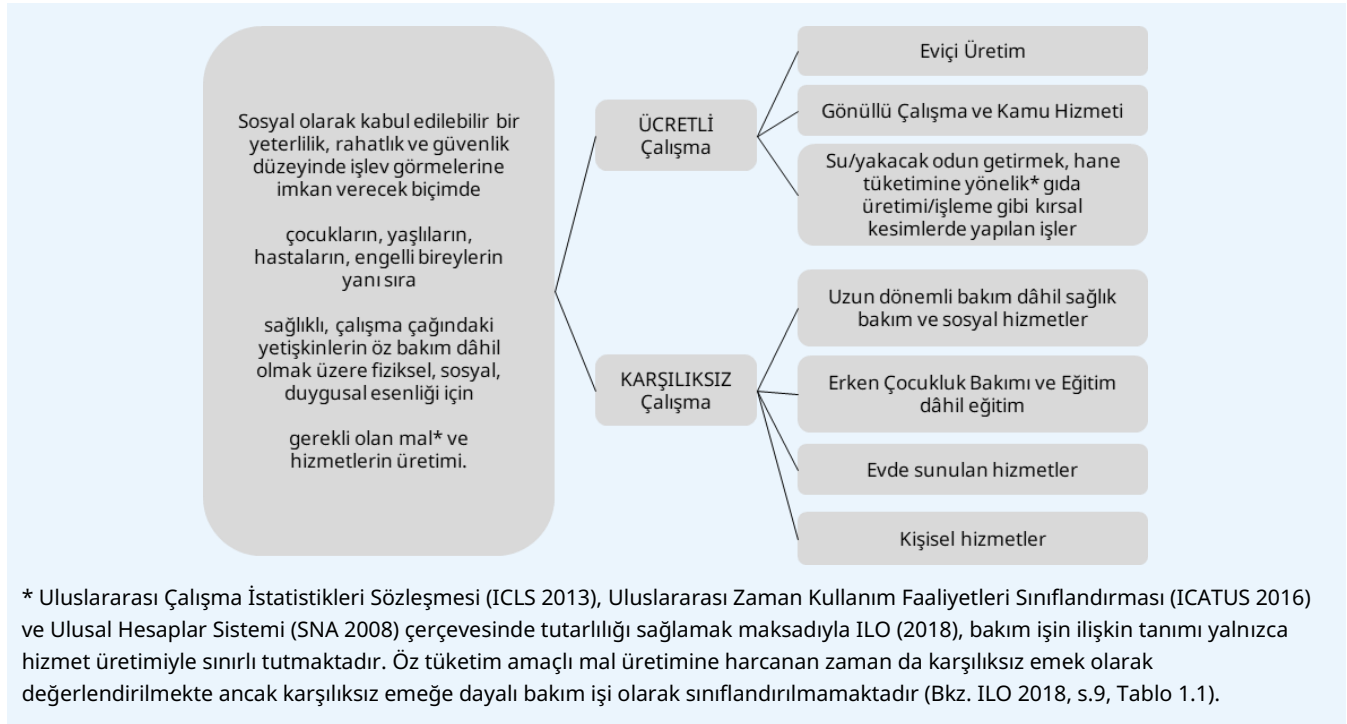 Sosyal olarak kabul edilebilir bir
yeterlilik, rahatlık ve güvenlik
düzeyinde işlev görmelerine
imkan verecek biçimde
çocukların, yaşlıların,
hastaların, engelli bireylerin
yanı sıra
sağlıklı, çalışma çağındaki
yetişkinlerin öz bakım dâhil
olmak üzere fiziksel, sosyal,
duygusal esenliği için
gerekli olan mal* ve
hizmetlerin üretimi.
ÜCRETLİ
Çalışma
Eviçi Üretim
Gönüllü Çalışma ve Kamu Hizmeti
Su/yakacak odun getirmek, hane
tüketimine yönelik* gıda
üretimi/işleme gibi kırsal
kesimlerde yapılan işler
KARŞILIKSIZ
Çalışma
Uzun dönemli bakım dâhil sağlık
bakım ve sosyal hizmetler
Erken Çocukluk Bakımı ve Eğitim
dâhil eğitim
Evde sunulan hizmetler
Kişisel hizmetler
* Uluslararası Çalışma İstatistikleri Sözleşmesi (ICLS 2013), Uluslararası Zaman Kullanım Faaliyetleri Sınıflandırması (ICATUS 2016)
ve Ulusal Hesaplar Sistemi (SNA 2008) çerçevesinde tutarlılığı sağlamak maksadıyla ILO (2018), bakım işin ilişkin tanımı yalnızca
hizmet üretimiyle sınırlı tutmaktadır. Öz tüketim amaçlı mal üretimine harcanan zaman da karşılıksız emek olarak
değerlendirilmekte ancak karşılıksız emeğe dayalı bakım işi olarak sınıflandırılmamaktadır (Bkz. ILO 2018, s.9, Tablo 1.1).